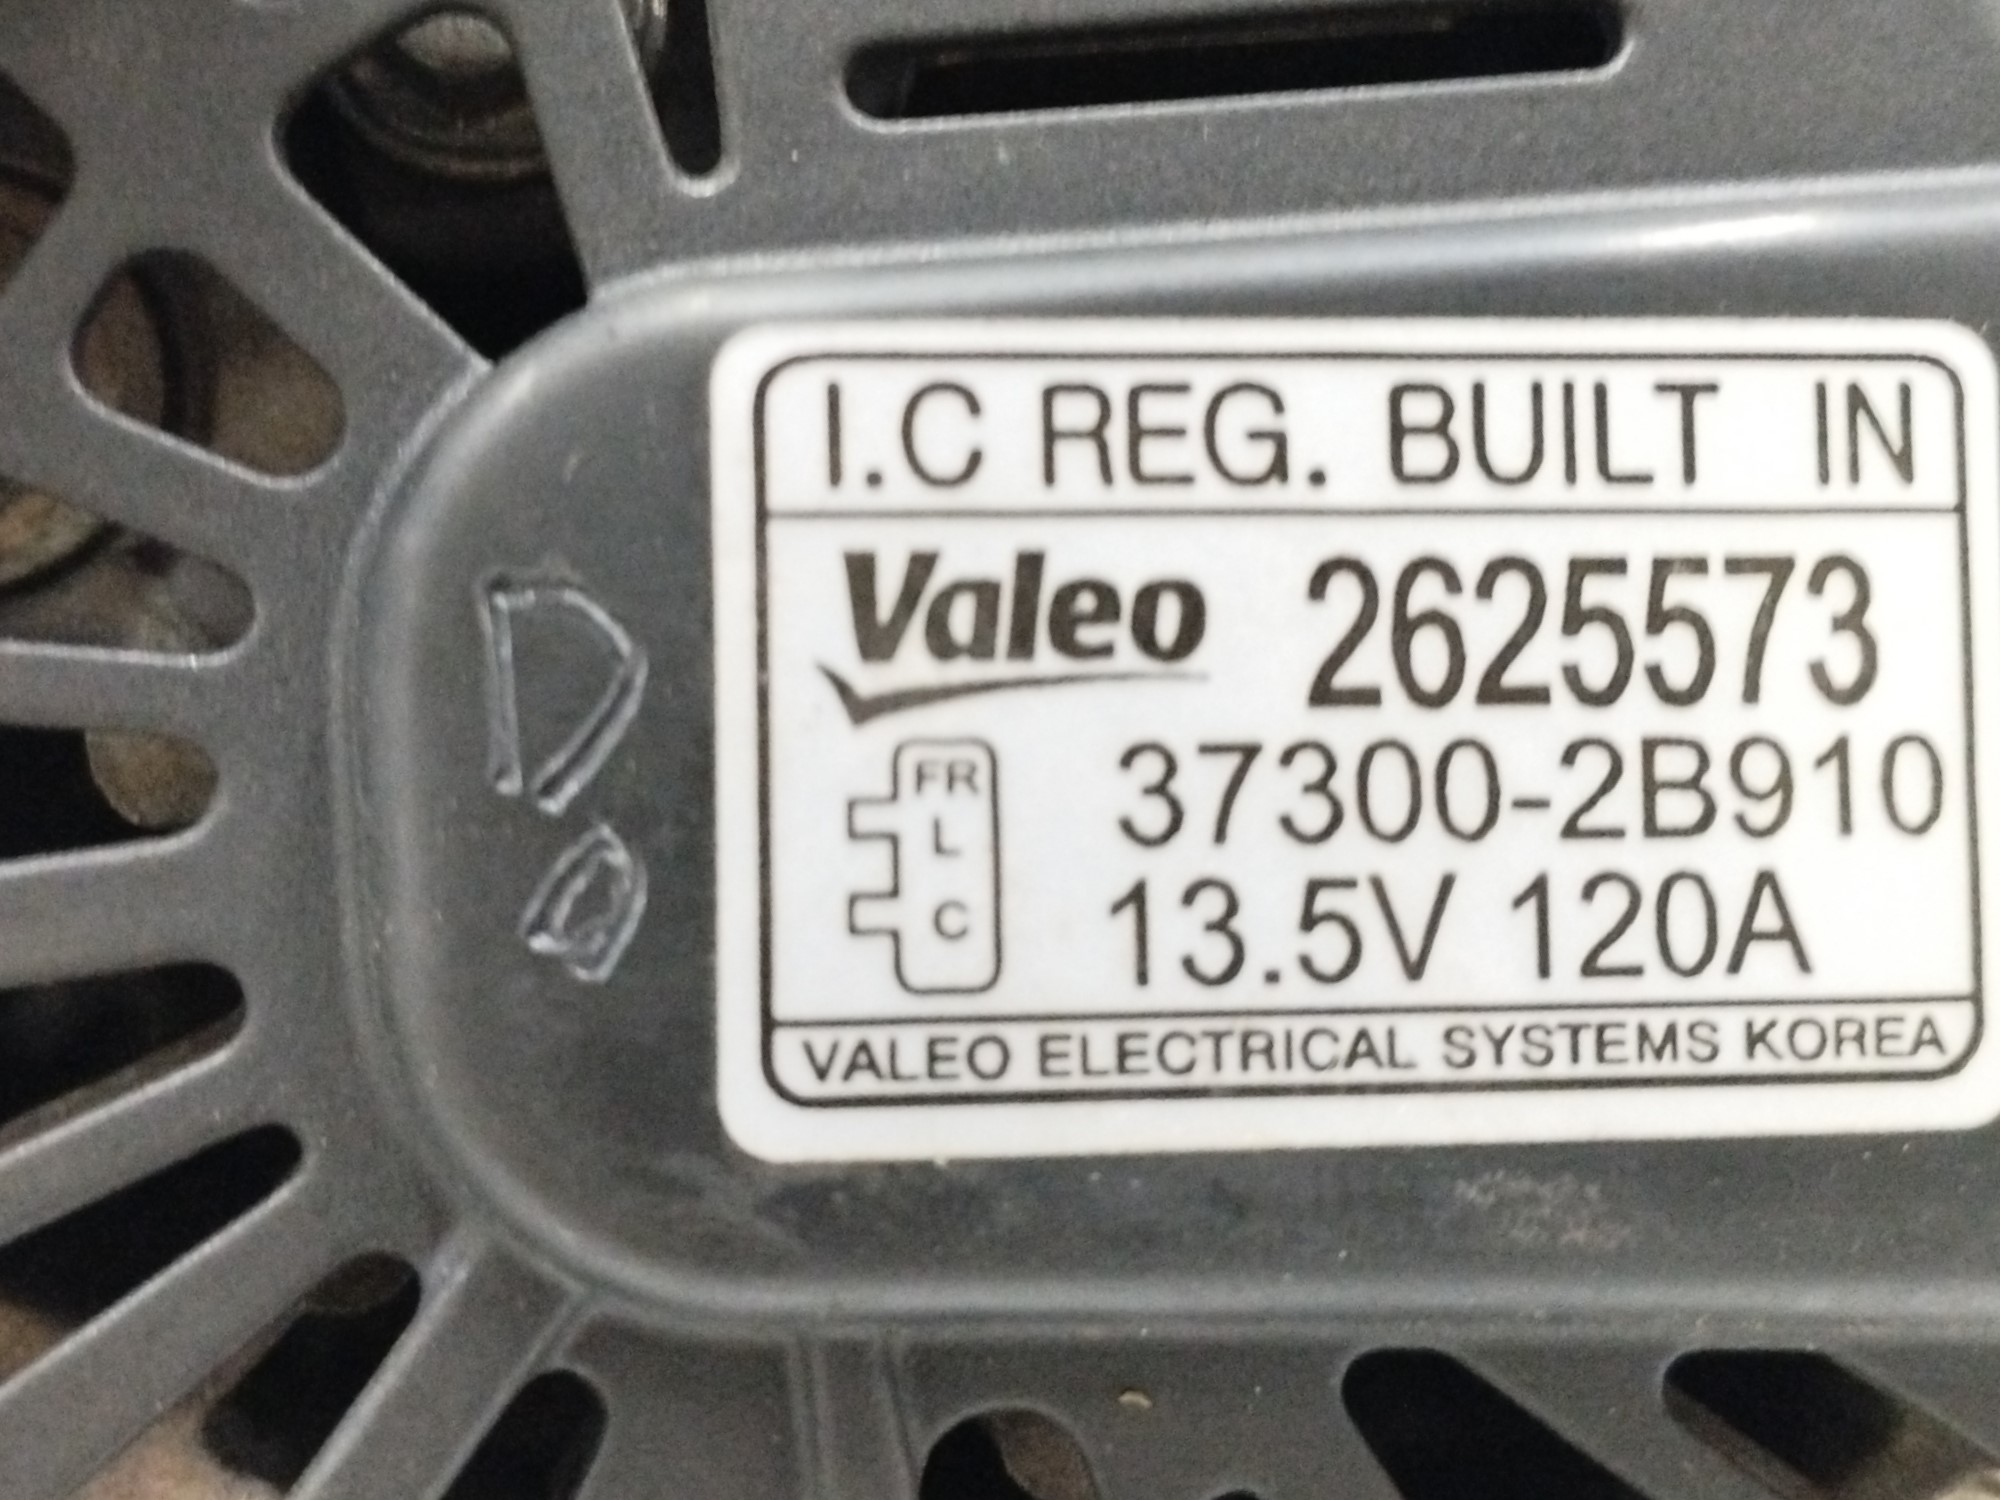 I.C REG. BUILT IN
Valeo 2625573
FR
L
C
37300-2B910
13.5V 120A
VALEO ELECTRICAL SYSTEMS KOREA